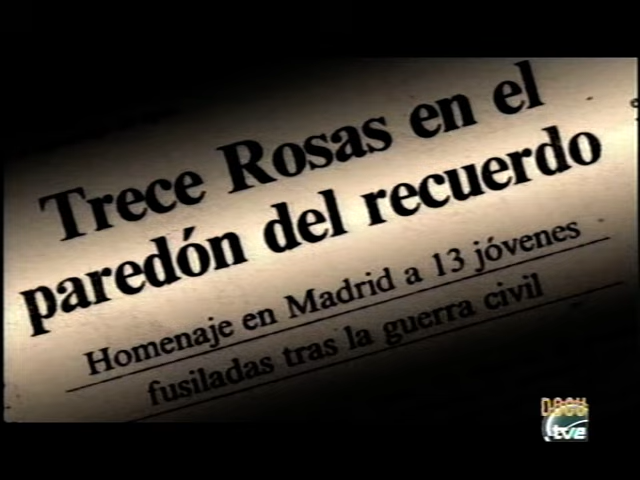 Trece Rosas en el
paredón del recuerdo
Homenaje en Madrid a 13 jóvenes
fusiladas tras la guerra civil
DOCU
tve